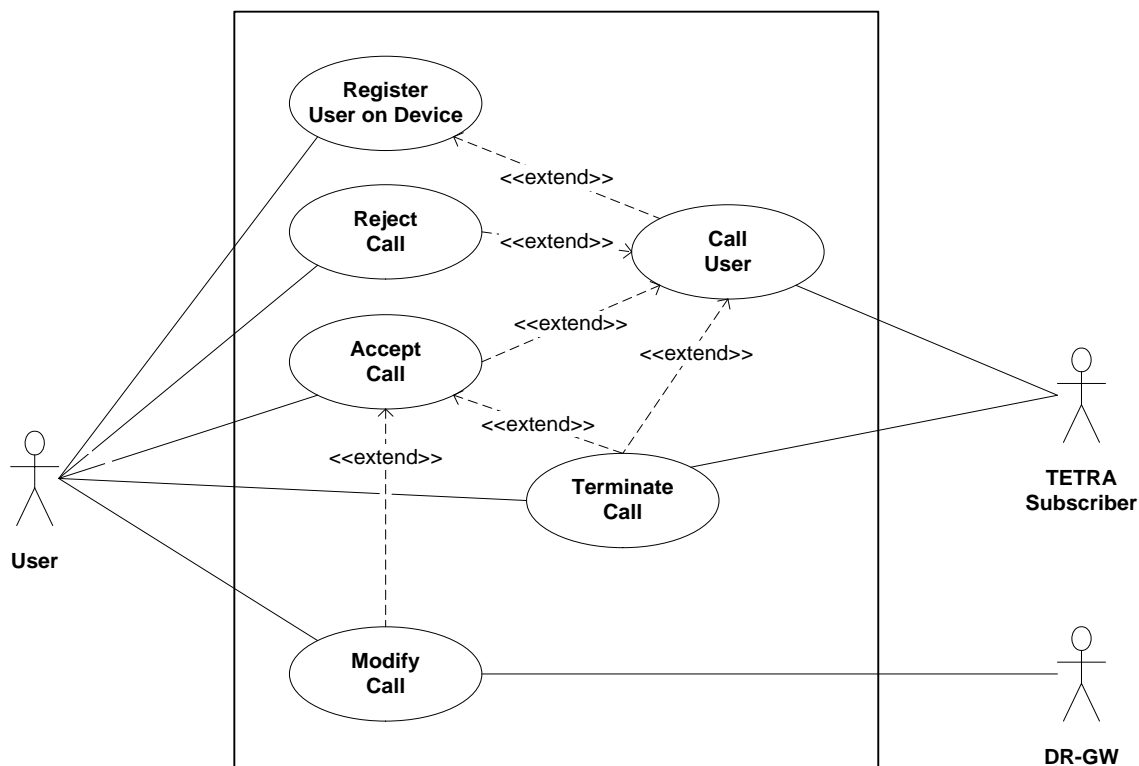 Register
User on Device
<<extend>>
Reject
Call
<<extend>>
Call
User
<<extend>>
Accept
Call
<<extend>>
<<extend>>
<<extend>>
Terminate
Call
User
TETRA
Subscriber
Modify
Call
DR-GW